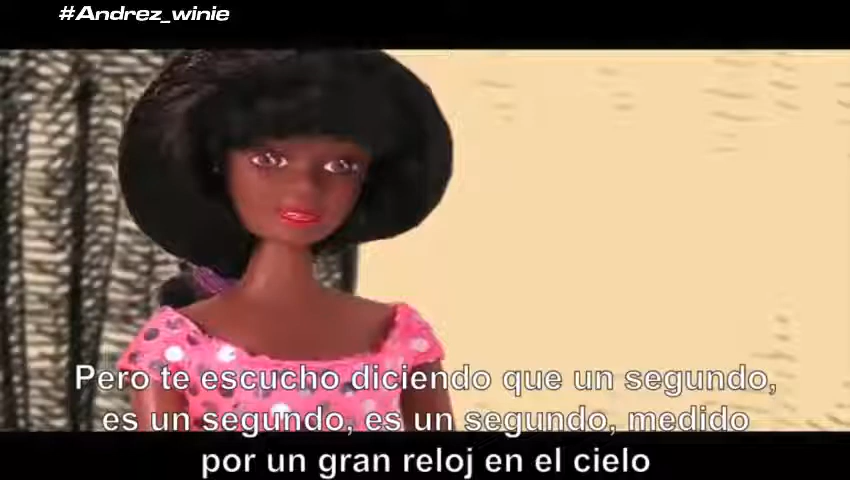 #Andrez_winie
Pero te escucho diciendo que un segundo,
es un segundo, es un segundo, medido
por un gran reloj en el cielo